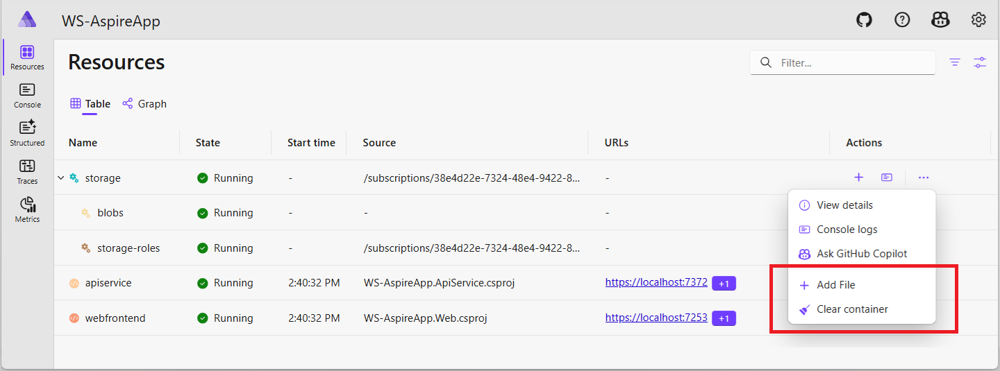 WS-AspireApp
Resources
Console
Structured
Traces
Metrics
Resources
Filter...
Table Graph
Name State Start time Source URLs Actions
storage Running - /subscriptions/38e4d22e-7324-48e4-9422-8... -
blobs Running - - -
storage-roles Running - /subscriptions/38e4d22e-7324-48e4-9422-8... -
apiservice Running 2:40:32 PM WS-AspireApp.ApiService.csproj https://localhost:7372 +1
webfrontend Running 2:40:32 PM WS-AspireApp.Web.csproj https://localhost:7253 +1
View details
Console logs
Ask GitHub Copilot
Add File
Clear container